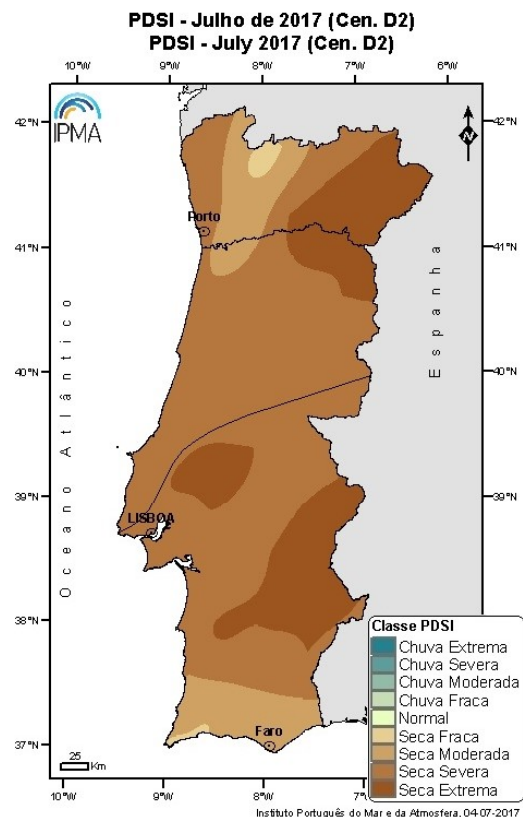 PDSI - Julho de 2017 (Cen. D2)
PDSI - July 2017 (Cen. D2)
10°W 9°W 8°W 7°W 6°W
IPMA
N
42°N 42°N
Porto
41°N 41°N
Oceano Atlântico
Espanha
40°N 40°N
39°N 39°N
LISBOA
38°N 38°N
Faro
37°N
Classe PDSI
Chuva Extrema
Chuva Severa
Chuva Moderada
Chuva Fraca
Normal
Seca Fraca
Seca Moderada
Seca Severa
Seca Extrema
25
Km
10°W 9°W 8°W 7°W
Instituto Português do Mar e da Atmosfera, 04-07-2017